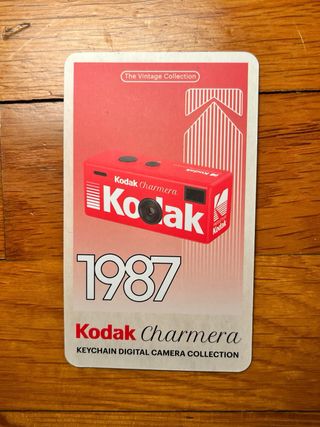 The Vintage Collection
Kodak Charmera
Kodak
Kodak
1987
Kodak Charmera
KEYCHAIN DIGITAL CAMERA COLLECTION